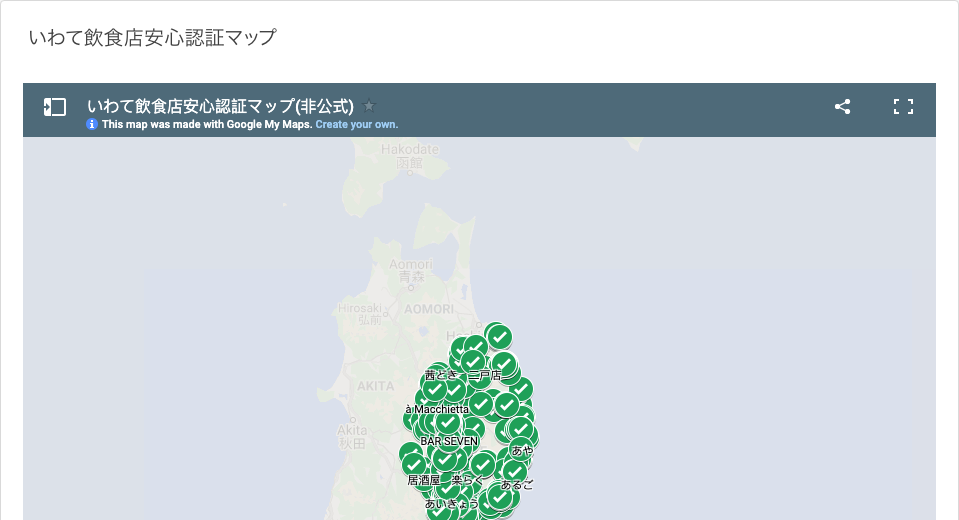 いわて飲食店安心認証マップ
いわて飲食店安心認証マップ(非公式)
This map was made with Google My Maps. Create your own.
Hakodate
函館
Aomori
青森
Hirosaki
弘前
AOMORI
茜とき
二戸店
AKITA
à Macchietta
Akita
秋田
BAR SEVEN
あや
居酒屋
楽らく
あるご
あいきょう